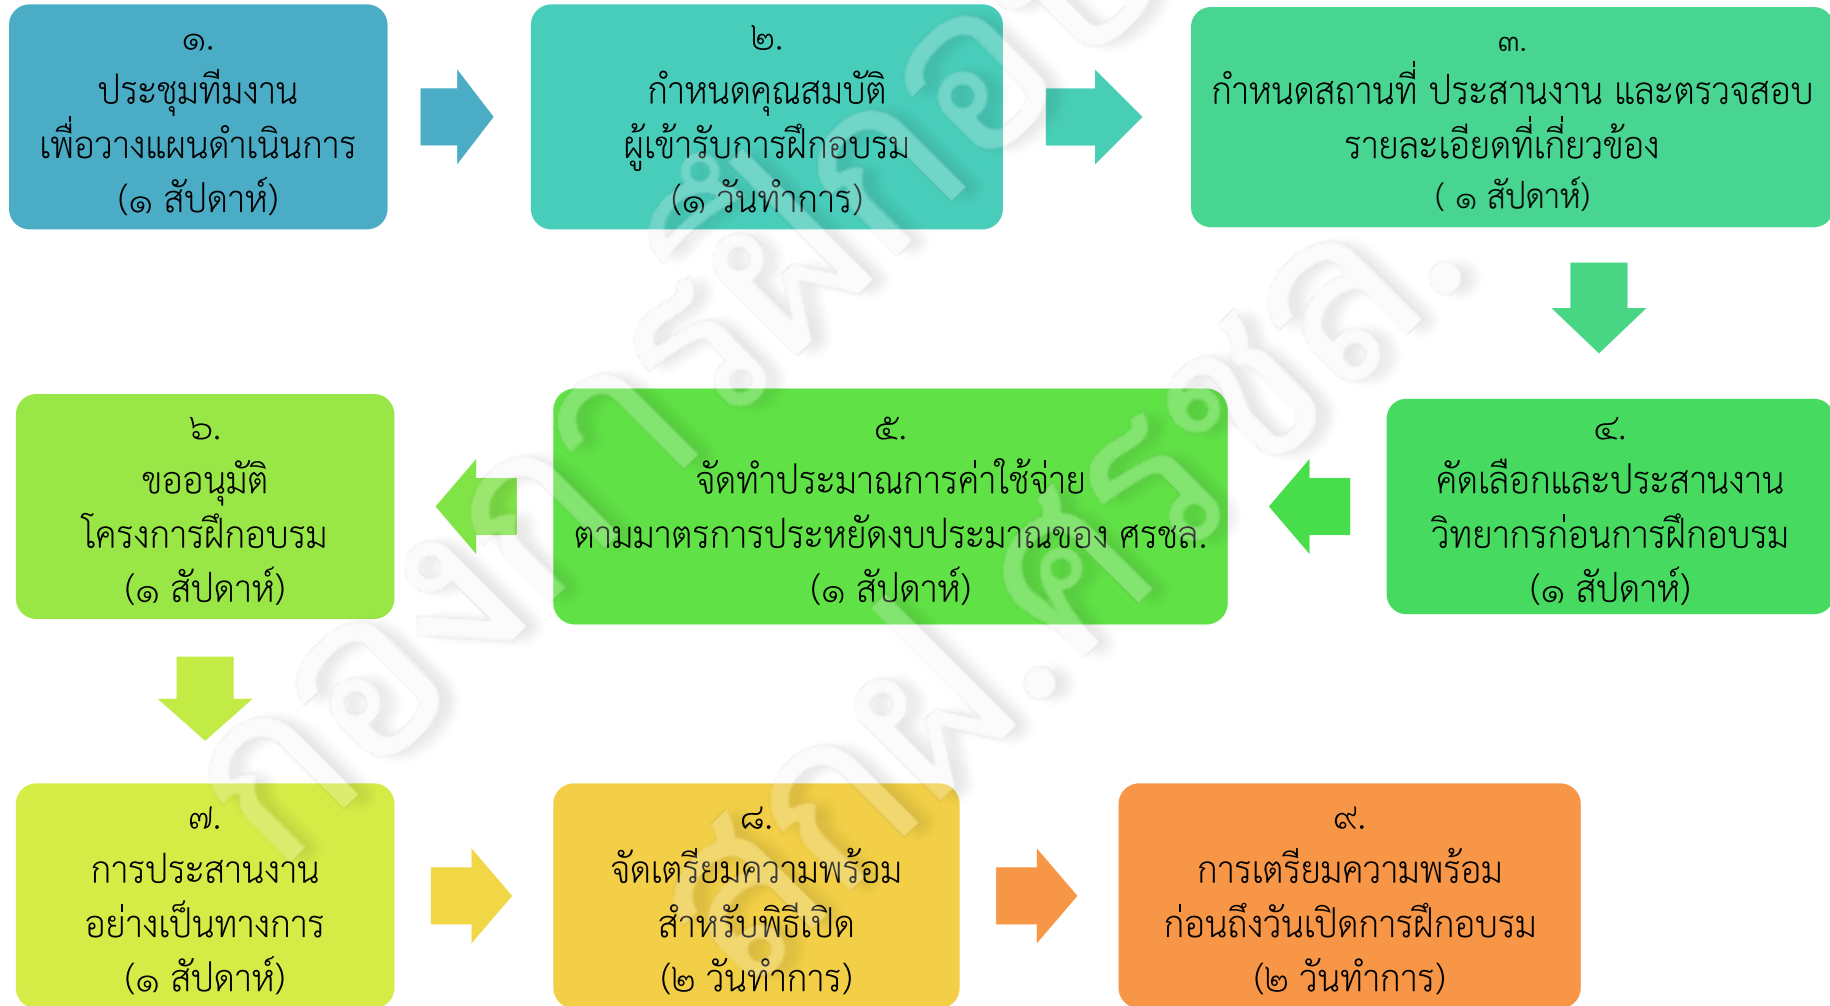 ๑.
ประชุมทีมงาน
เพื่อวางแผนดำเนินการ
(๑ สัปดาห์)
๒.
กำหนดคุณสมบัติ
ผู้เข้ารับการฝึกอบรม
(๑ วันทำการ)
๓.
กำหนดสถานที่ ประสานงาน และตรวจสอบ
รายละเอียดที่เกี่ยวข้อง
( ๑ สัปดาห์)
๔.
คัดเลือกและประสานงาน
วิทยากรก่อนการฝึกอบรม
(๑ สัปดาห์)
๕.
จัดทำประมาณการค่าใช้จ่าย
ตามมาตรการประหยัดงบประมาณของ ศรชล.
(๑ สัปดาห์)
๖.
ขออนุมัติ
โครงการฝึกอบรม
(๑ สัปดาห์)
๗.
การประสานงาน
อย่างเป็นทางการ
(๑ สัปดาห์)
๘.
จัดเตรียมความพร้อม
สำหรับพิธีเปิด
(๒ วันทำการ)
๙.
การเตรียมความพร้อม
ก่อนถึงวันเปิดการฝึกอบรม
(๒ วันทำการ)
กองการฝึกอบ
สกฝ.ศรชล.